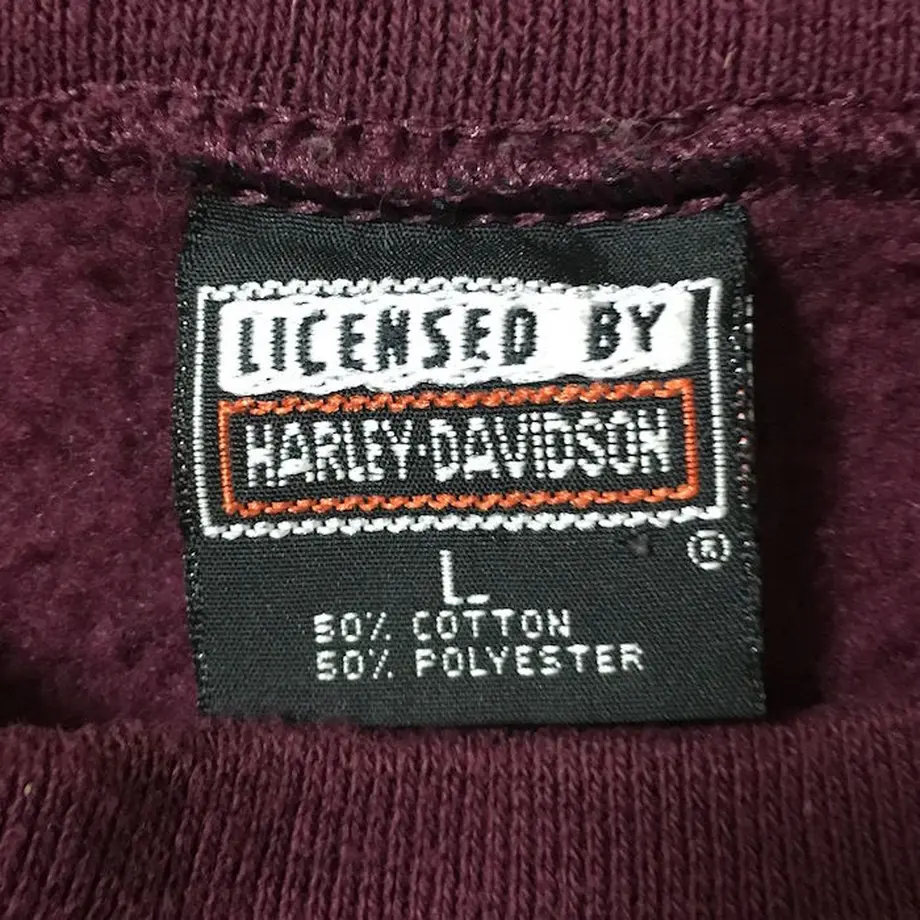 LICENSED BY
HARLEY-DAVIDSON
®
L
50% COTTON
50% POLYESTER